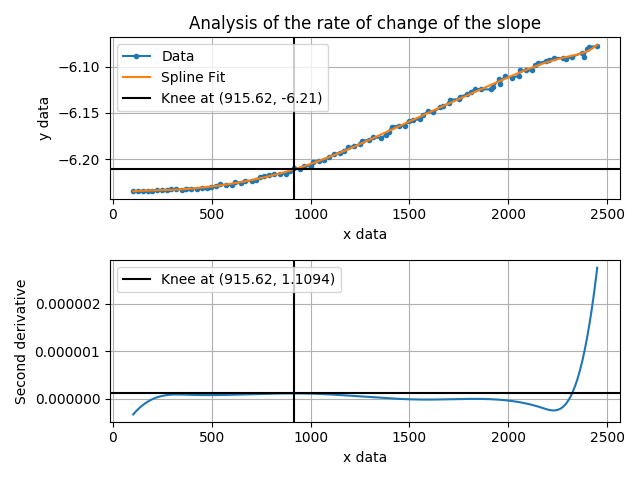 Analysis of the rate of change of the slope
Data
Spline Fit
Knee at (915.62, -6.21)
−6.10
−6.15
−6.20
y data
0 500 1000 1500 2000 2500
x data
Knee at (915.62, 1.1094)
0.000002
0.000001
0.000000
Second derivative
0 500 1000 1500 2000 2500
x data